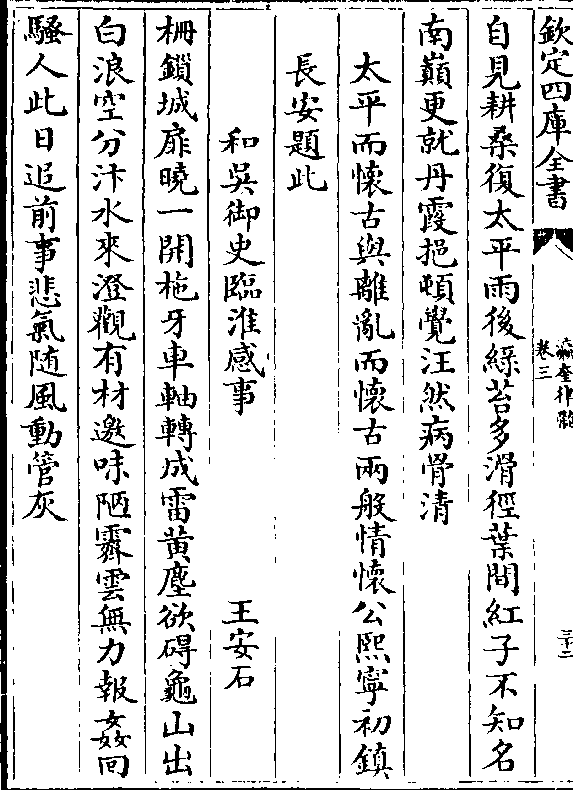 欽定四庫全書
瀛奎律髓
卷三
三十二
自見耕桑復太平雨後綠苔多滑徑葉間紅子不知名
南巔更就丹霞挹頓覺汪然病骨清
太平而懷古與離亂而懷古兩般情懷公熙寧初鎮
長安題此
和吳御史臨淮感事
王安石
柵鎖城扉曉一開柂牙車軸轉成雷黄塵欲碍龜山出
白浪空分汴水來澄觀有材邀味陋霽雲無力報姦回
騷人此日追前事悲氣随風動管灰